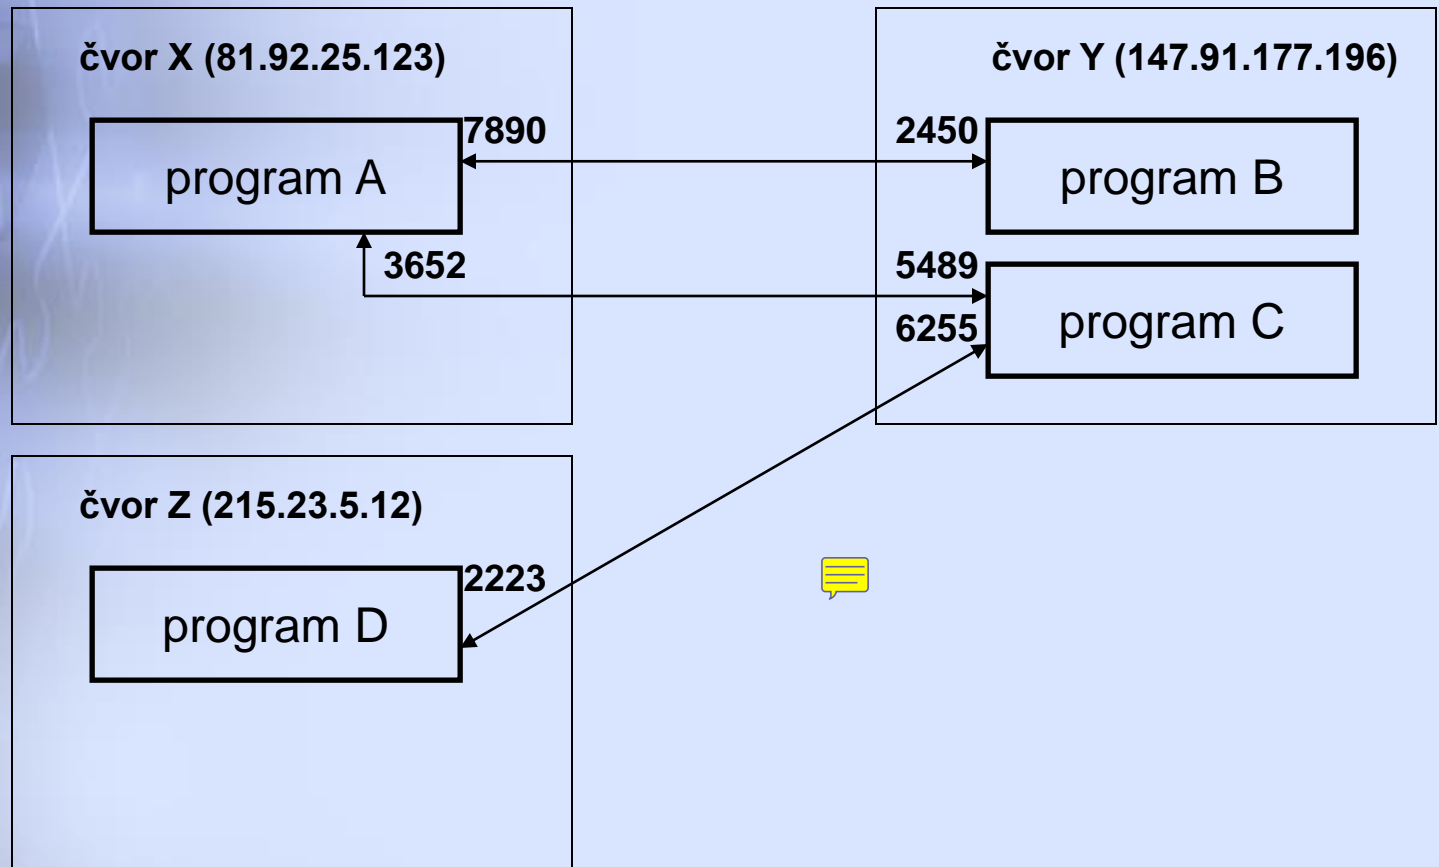 čvor X (81.92.25.123)
program A
7890
3652
čvor Y (147.91.177.196)
2450
program B
5489
6255
program C
čvor Z (215.23.5.12)
program D
2223